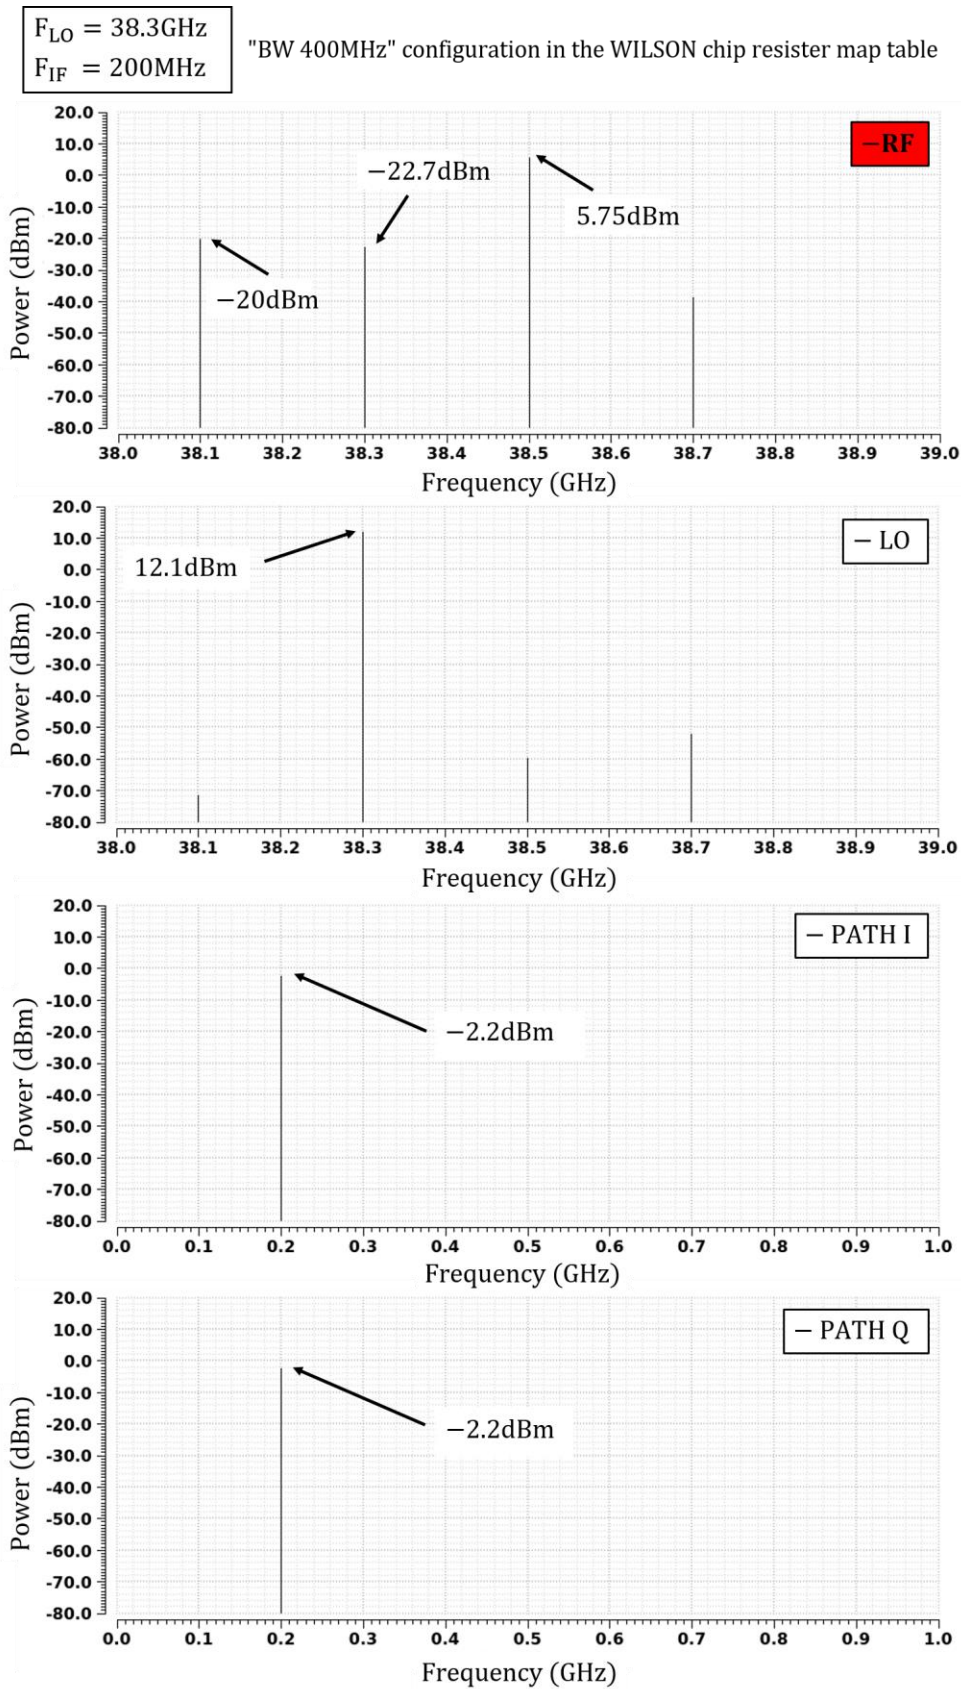 F_LO = 38.3GHz
F_IF = 200MHz
"BW 400MHz" configuration in the WILSON chip resister map table
20.0
10.0
0.0
-10.0
-20.0
-30.0
-40.0
-50.0
-60.0
-70.0
-80.0
Power (dBm)
−RF
−22.7dBm
5.75dBm
−20dBm
38.0 38.1 38.2 38.3 38.4 38.5 38.6 38.7 38.8 38.9 39.0
Frequency (GHz)
20.0
10.0
0.0
-10.0
-20.0
-30.0
-40.0
-50.0
-60.0
-70.0
-80.0
Power (dBm)
− LO
12.1dBm
38.0 38.1 38.2 38.3 38.4 38.5 38.6 38.7 38.8 38.9 39.0
Frequency (GHz)
20.0
10.0
0.0
-10.0
-20.0
-30.0
-40.0
-50.0
-60.0
-70.0
-80.0
Power (dBm)
− PATH I
−2.2dBm
0.0 0.1 0.2 0.3 0.4 0.5 0.6 0.7 0.8 0.9 1.0
Frequency (GHz)
20.0
10.0
0.0
-10.0
-20.0
-30.0
-40.0
-50.0
-60.0
-70.0
-80.0
Power (dBm)
− PATH Q
−2.2dBm
0.0 0.1 0.2 0.3 0.4 0.5 0.6 0.7 0.8 0.9 1.0
Frequency (GHz)